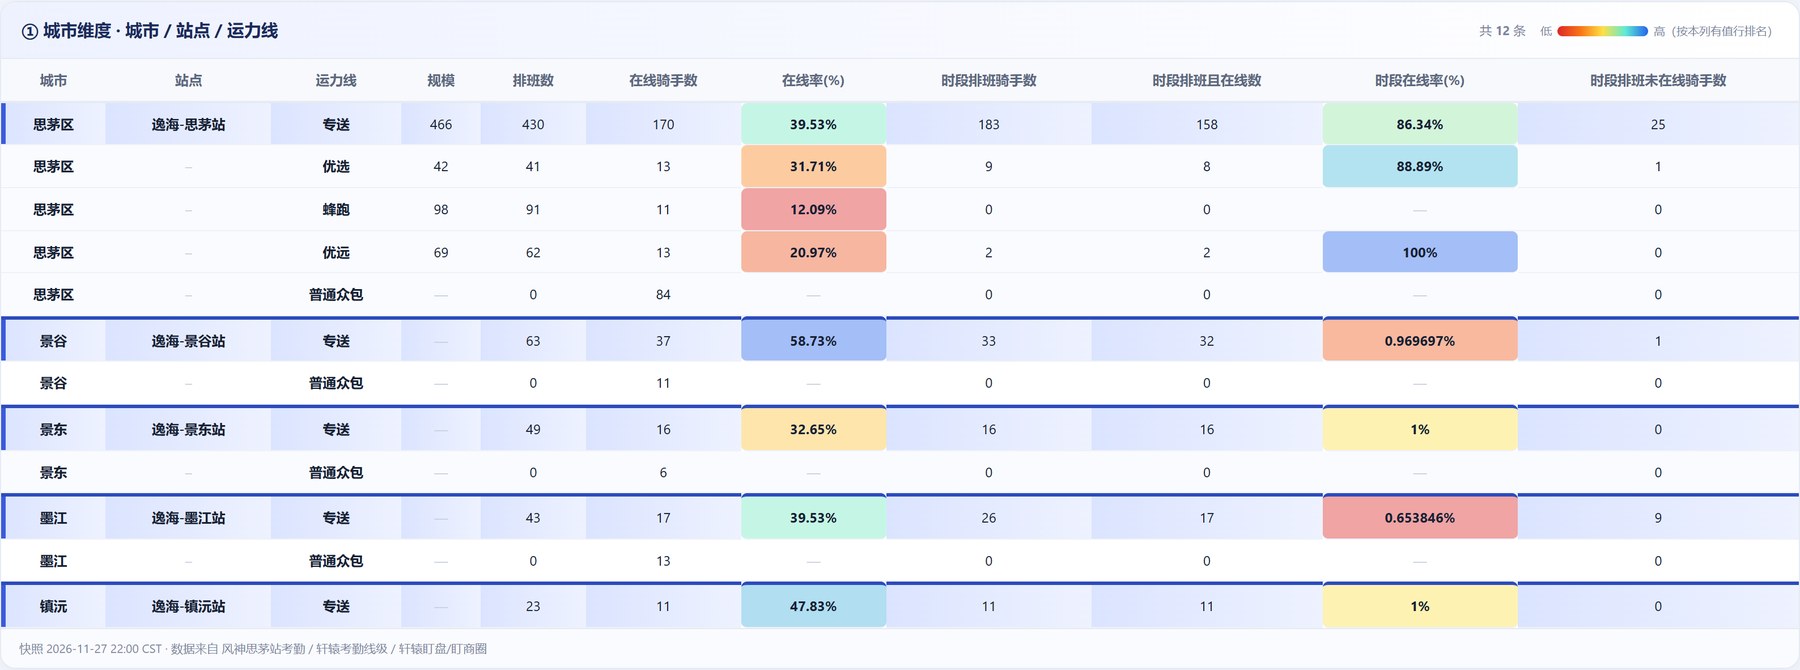 ① 城市维度 · 城市 / 站点 / 运力线 共 12 条 低 高 (按本列有值行排名)
城市 站点 运力线 规模 排班数 在线骑手数 在线率(%) 时段排班骑手数 时段排班且在线数 时段在线率(%) 时段排班未在线骑手数
思茅区 逸海-思茅站 专送 466 430 170 39.53% 183 158 86.34% 25
思茅区 – 优选 42 41 13 31.71% 9 8 88.89% 1
思茅区 – 蜂跑 98 91 11 12.09% 0 0 — 0
思茅区 – 优远 69 62 13 20.97% 2 2 100% 0
思茅区 – 普通众包 — 0 84 — 0 0 — 0
景谷 逸海-景谷站 专送 — 63 37 58.73% 33 32 0.969697% 1
景谷 – 普通众包 — 0 11 — 0 0 — 0
景东 逸海-景东站 专送 — 49 16 32.65% 16 16 1% 0
景东 – 普通众包 — 0 6 — 0 0 — 0
墨江 逸海-墨江站 专送 — 43 17 39.53% 26 17 0.653846% 9
墨江 – 普通众包 — 0 13 — 0 0 — 0
镇沅 逸海-镇沅站 专送 — 23 11 47.83% 11 11 1% 0
快照 2026-11-27 22:00 CST · 数据来自 风神思茅站考勤 / 轩辕考勤线级 / 轩辕盯盘/盯商圈